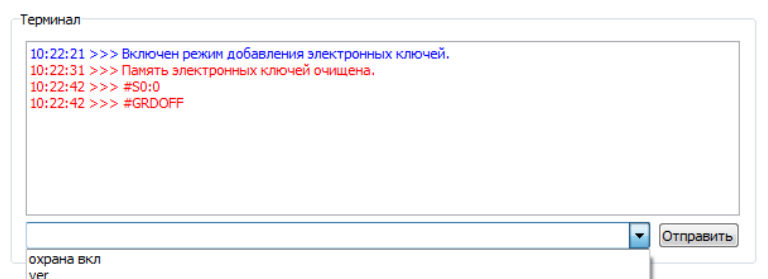 Терминал
10:22:21 >>> Включен режим добавления электронных ключей.
10:22:31 >>> Память электронных ключей очищена.
10:22:42 >>> #S0:0
10:22:42 >>> #GRDOFF
Отправить
охрана вкл
ver